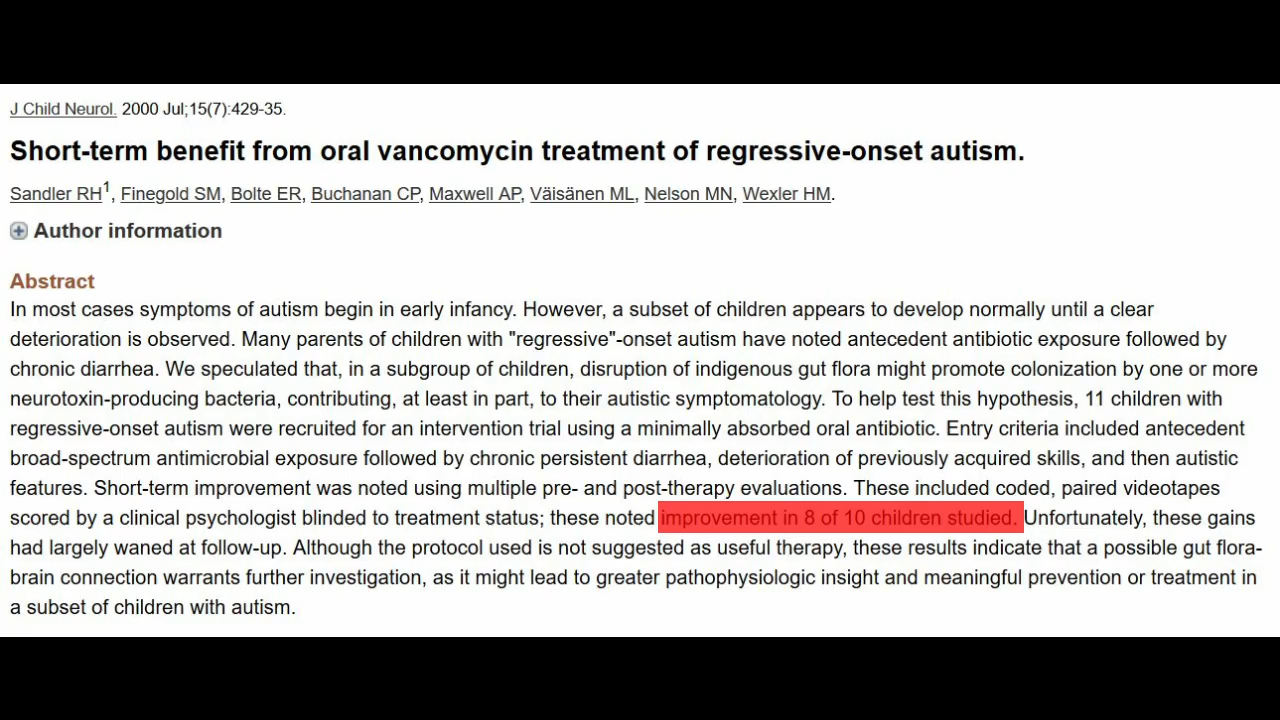 J Child Neurol. 2000 Jul;15(7):429-35.
Short-term benefit from oral vancomycin treatment of regressive-onset autism.
Sandler RH1, Finegold SM, Bolte ER, Buchanan CP, Maxwell AP, Väisänen ML, Nelson MN, Wexler HM.
Author information
Abstract
In most cases symptoms of autism begin in early infancy. However, a subset of children appears to develop normally until a clear
deterioration is observed. Many parents of children with "regressive"-onset autism have noted antecedent antibiotic exposure followed by
chronic diarrhea. We speculated that, in a subgroup of children, disruption of indigenous gut flora might promote colonization by one or more
neurotoxin-producing bacteria, contributing, at least in part, to their autistic symptomatology. To help test this hypothesis, 11 children with
regressive-onset autism were recruited for an intervention trial using a minimally absorbed oral antibiotic. Entry criteria included antecedent
broad-spectrum antimicrobial exposure followed by chronic persistent diarrhea, deterioration of previously acquired skills, and then autistic
features. Short-term improvement was noted using multiple pre- and post-therapy evaluations. These included coded, paired videotapes
scored by a clinical psychologist blinded to treatment status; these noted improvement in 8 of 10 children studied. Unfortunately, these gains
had largely waned at follow-up. Although the protocol used is not suggested as useful therapy, these results indicate that a possible gut flora-
brain connection warrants further investigation, as it might lead to greater pathophysiologic insight and meaningful prevention or treatment in
a subset of children with autism.